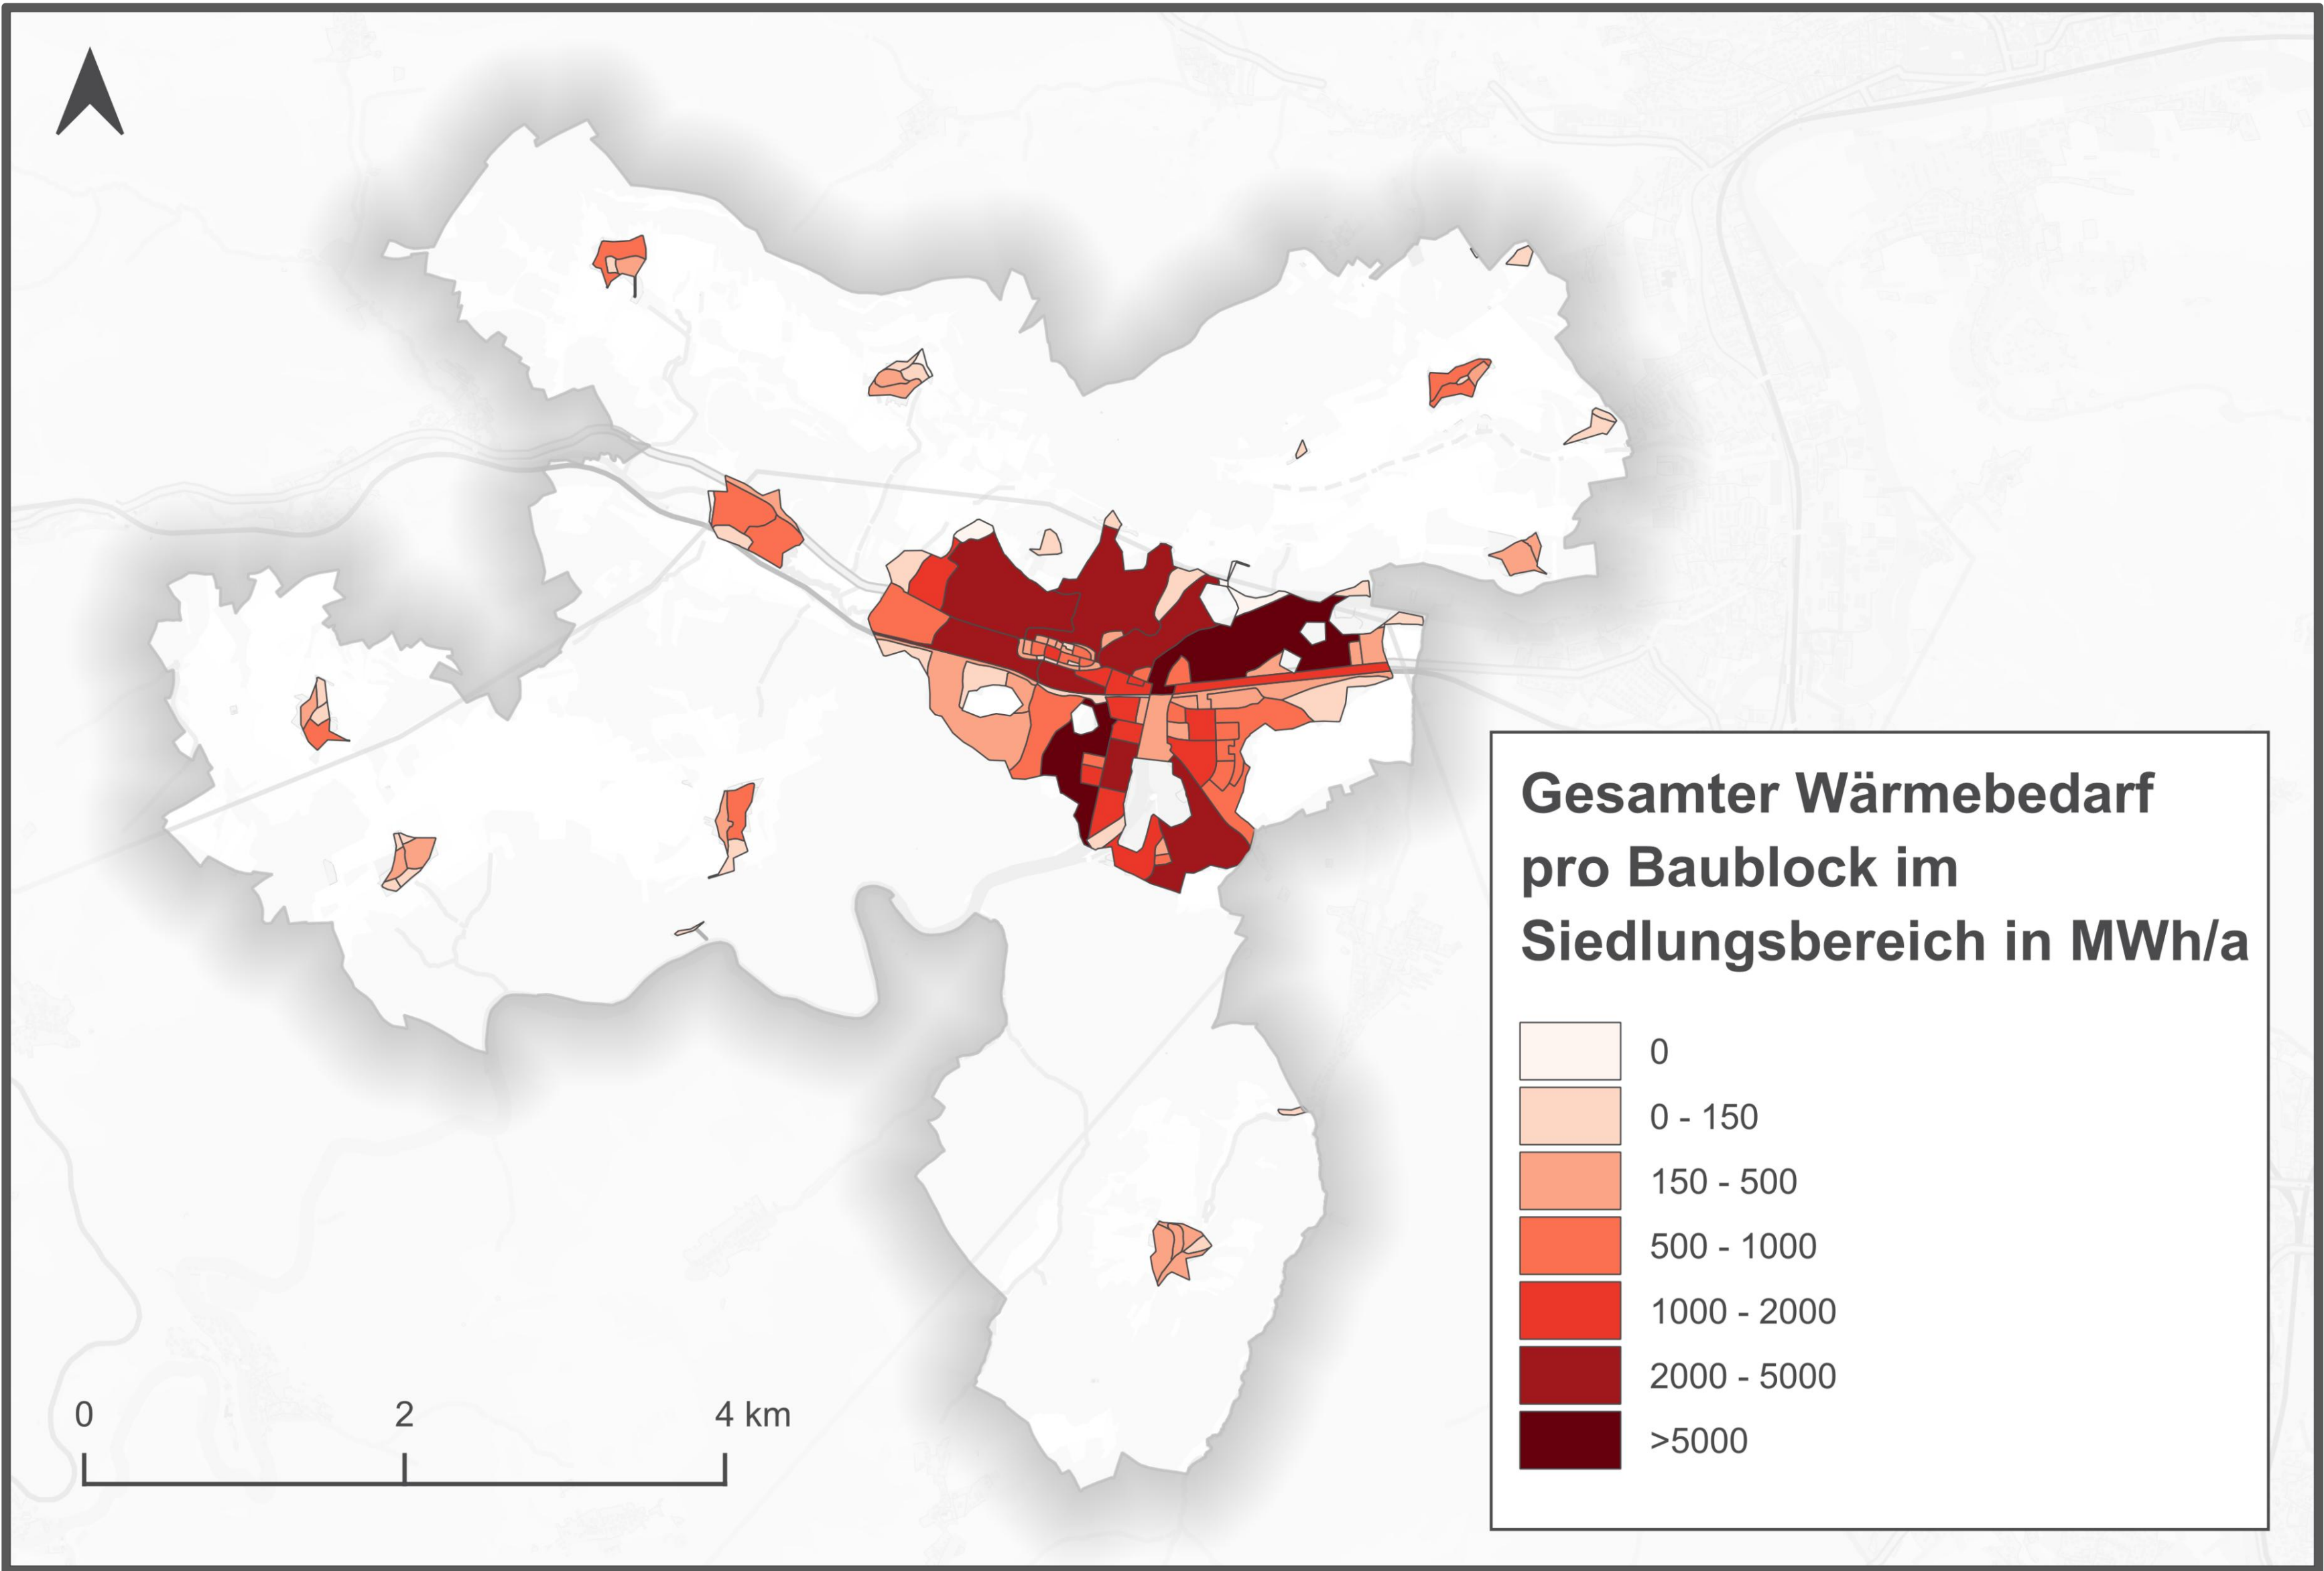 Gesamter Wärmebedarf
pro Baublock im
Siedlungsbereich in MWh/a
0
0 - 150
150 - 500
500 - 1000
1000 - 2000
2000 - 5000
>5000
0 2 4 km